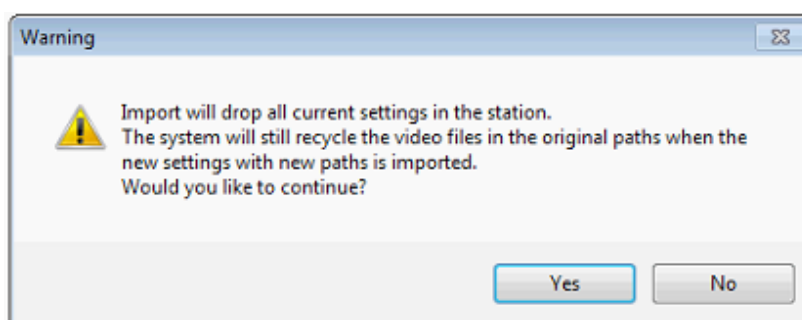 Warning
Import will drop all current settings in the station.
The system will still recycle the video files in the original paths when the
new settings with new paths is imported.
Would you like to continue?
Yes No